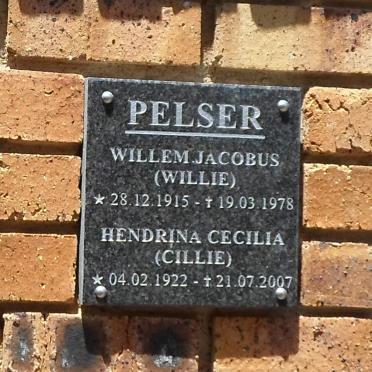 PELSER
WILLEM JACOBUS
(WILLIE)
★ 28.12.1915 - ✝ 19.03.1978
HENDRINA CECILIA
(CILLIE)
★ 04.02.1922 - ✝ 21.07.2007